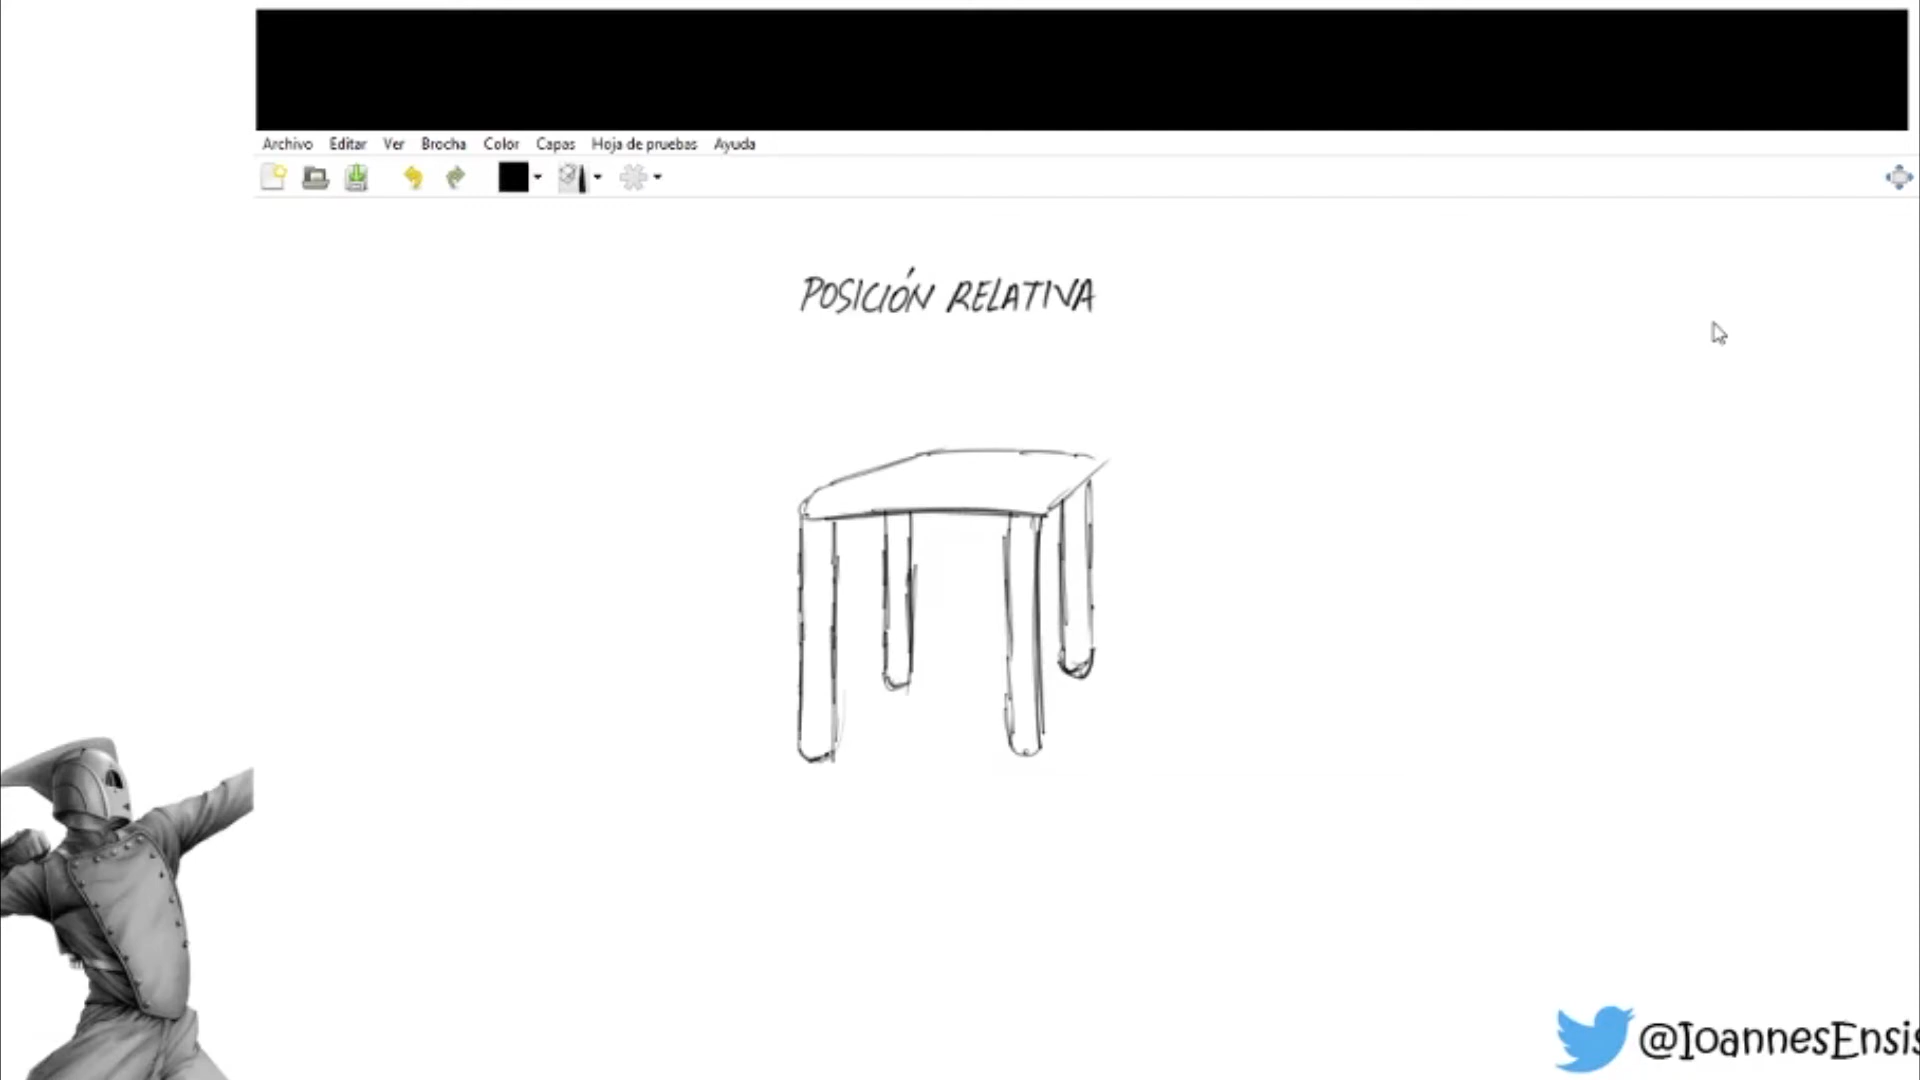 Archivo Editar Ver Brocha Color Capas Hoja de pruebas Ayuda
POSICIÓN RELATIVA
@IoannesEnsis